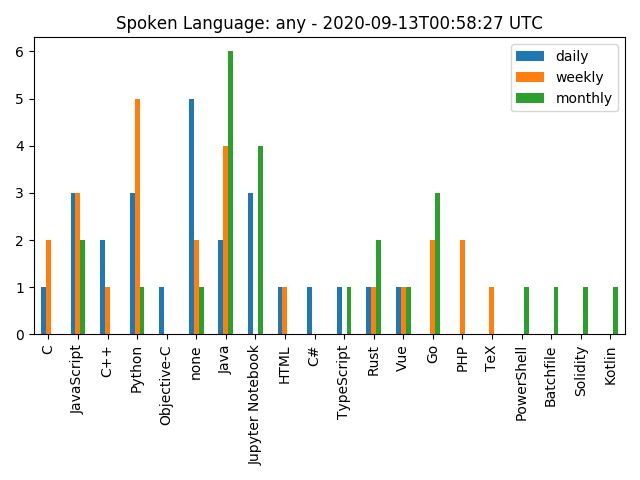 Spoken Language: any - 2020-09-13T00:58:27 UTC
daily
weekly
monthly
6
5
4
3
2
1
0
C
JavaScript
C++
Python
Objective-C
none
Java
Jupyter Notebook
HTML
C#
TypeScript
Rust
Vue
Go
PHP
TeX
PowerShell
Batchfile
Solidity
Kotlin